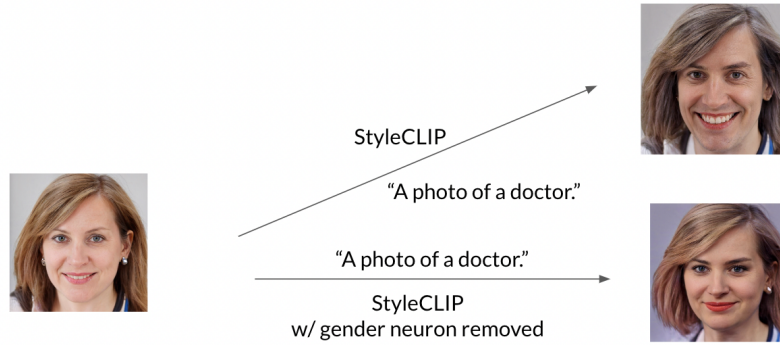 StyleCLIP
“A photo of a doctor.”
“A photo of a doctor.”
StyleCLIP
w/ gender neuron removed